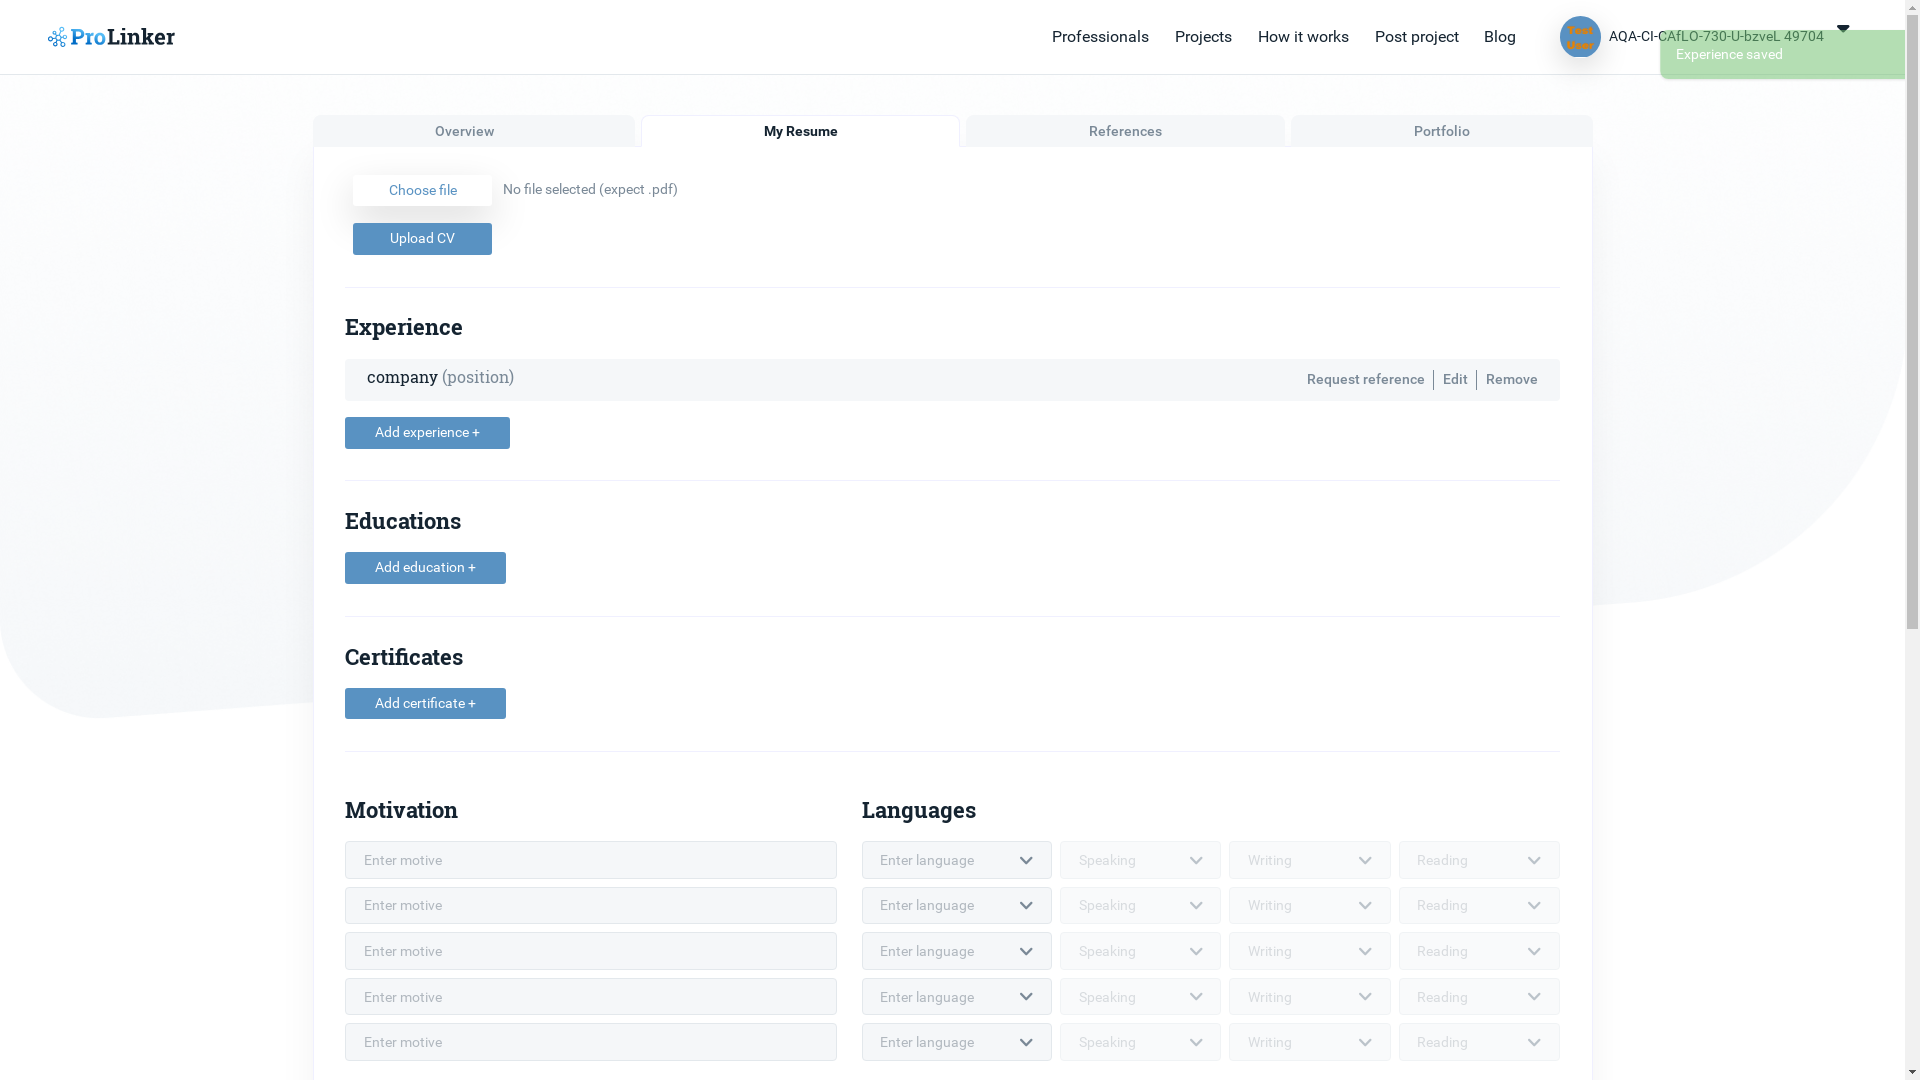 ProLinker
Professionals
Projects
How it works
Post project
Blog
Test
User
AQA-CI-CAfLO-730-U-bzveL 49704
Experience saved
Overview
My Resume
References
Portfolio
Choose file
No file selected (expect .pdf)
Upload CV
Experience
company (position)
Request reference
Edit
Remove
Add experience +
Educations
Add education +
Certificates
Add certificate +
Motivation
Languages
Enter motive
Enter language
Speaking
Writing
Reading
Enter motive
Enter language
Speaking
Writing
Reading
Enter motive
Enter language
Speaking
Writing
Reading
Enter motive
Enter language
Speaking
Writing
Reading
Enter motive
Enter language
Speaking
Writing
Reading